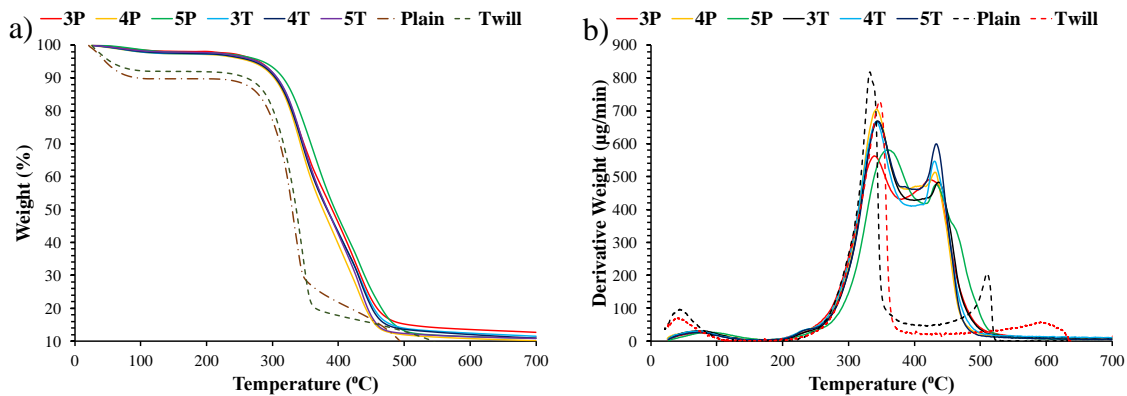 a)
3P 4P 5P 3T 4T 5T Plain Twill
100
90
80
70
60
50
40
30
20
10
Weight (%)
0 100 200 300 400 500 600 700
Temperature (ºC)
b)
3P 4P 5P 3T 4T 5T Plain Twill
900
800
700
600
500
400
300
200
100
0
Derivative Weight (µg/min)
0 100 200 300 400 500 600 700
Temperature (ºC)